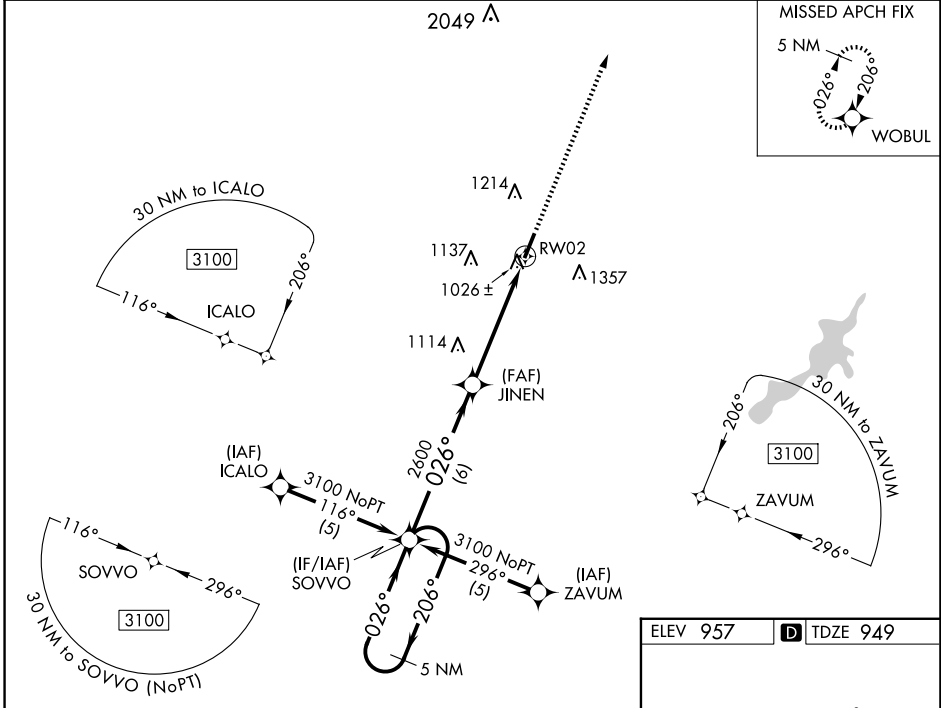 2049
MISSED APCH FIX
5 NM
026°
206°
WOBUL
30 NM to ICALO
3100
116°
206°
ICALO
1214
1137
RW02
1026 ±
1357
1114
(FAF)
JINEN
30 NM to ZAVUM
206°
3100
ZAVUM
296°
(IAF)
ICALO
3100 NoPT
116°
(5)
2600
026°
(6)
(IF/IAF)
SOVVO
3100 NoPT
296°
(5)
(IAF)
ZAVUM
026°
206°
5 NM
116°
SOVVO
296°
3100
30 NM to SOVVO (NoPT)
ELEV 957
D TDZE 949